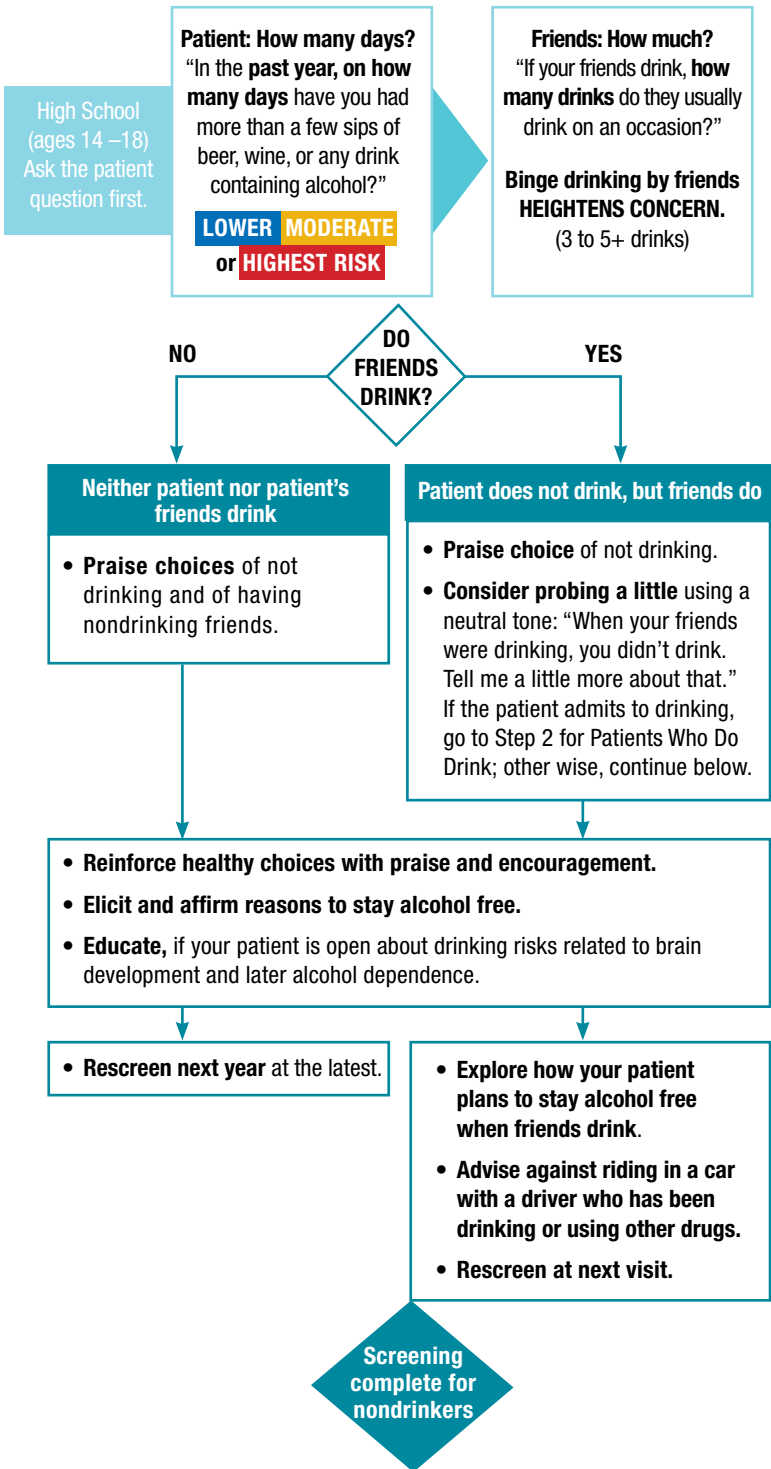 High School
(ages 14 –18)
Ask the patient
question first.
Patient: How many days?
“In the past year, on how
many days have you had
more than a few sips of
beer, wine, or any drink
containing alcohol?”
LOWER MODERATE
or HIGHEST RISK
Friends: How much?
“If your friends drink, how
many drinks do they usually
drink on an occasion?”
Binge drinking by friends
HEIGHTENS CONCERN.
(3 to 5+ drinks)
DO
FRIENDS
DRINK?
NO
YES
Neither patient nor patient’s
friends drink
• Praise choices of not
drinking and of having
nondrinking friends.
Patient does not drink, but friends do
• Praise choice of not drinking.
• Consider probing a little using a
neutral tone: “When your friends
were drinking, you didn’t drink.
Tell me a little more about that.”
If the patient admits to drinking,
go to Step 2 for Patients Who Do
Drink; other wise, continue below.
• Reinforce healthy choices with praise and encouragement.
• Elicit and affirm reasons to stay alcohol free.
• Educate, if your patient is open about drinking risks related to brain
development and later alcohol dependence.
• Rescreen next year at the latest.
• Explore how your patient
plans to stay alcohol free
when friends drink.
• Advise against riding in a car
with a driver who has been
drinking or using other drugs.
• Rescreen at next visit.
Screening
complete for
nondrinkers